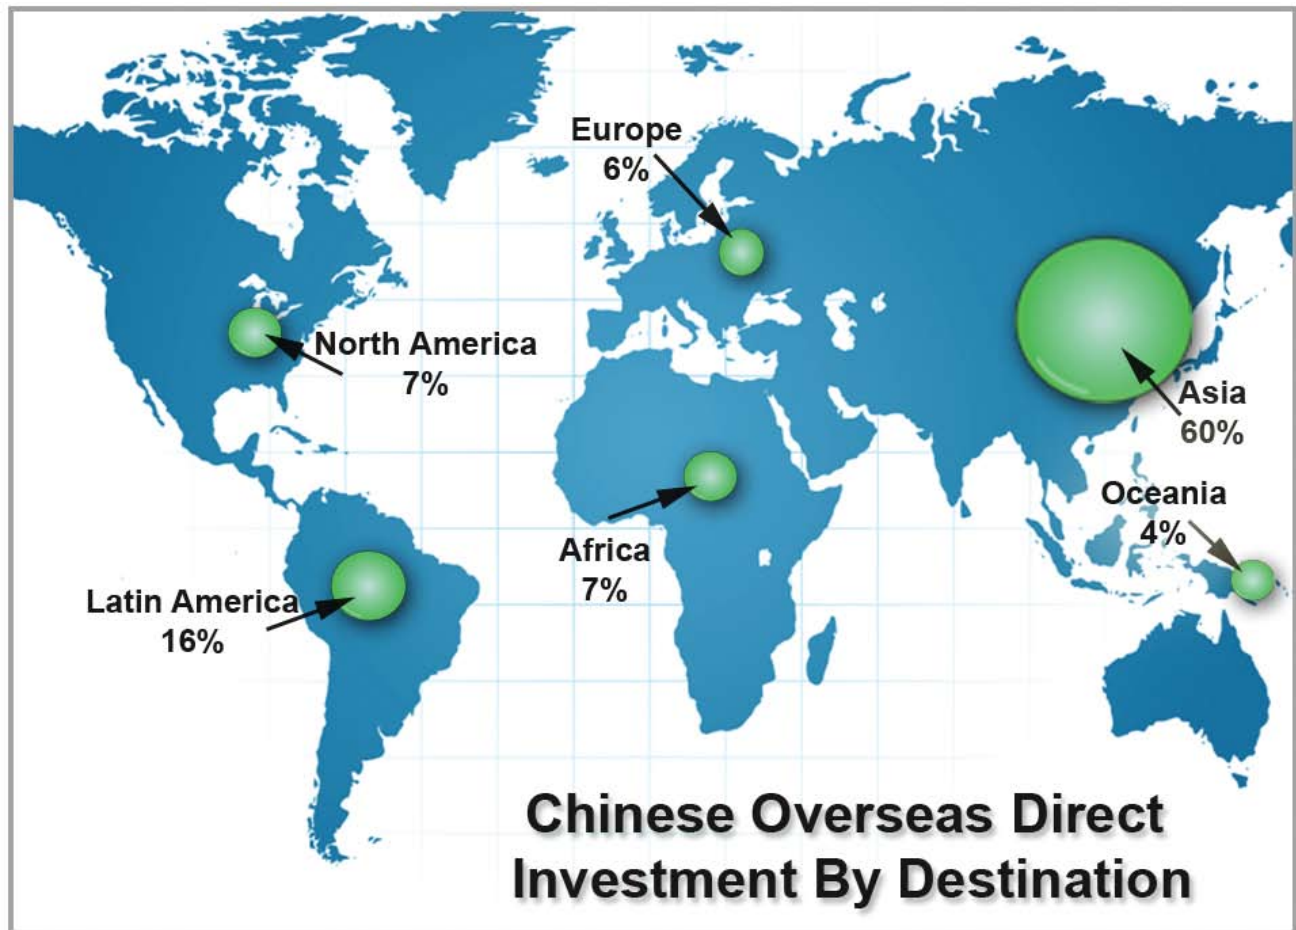 Europe
6%
North America
7%
Asia
60%
Oceania
4%
Africa
7%
Latin America
16%
Chinese Overseas Direct
Investment By Destination